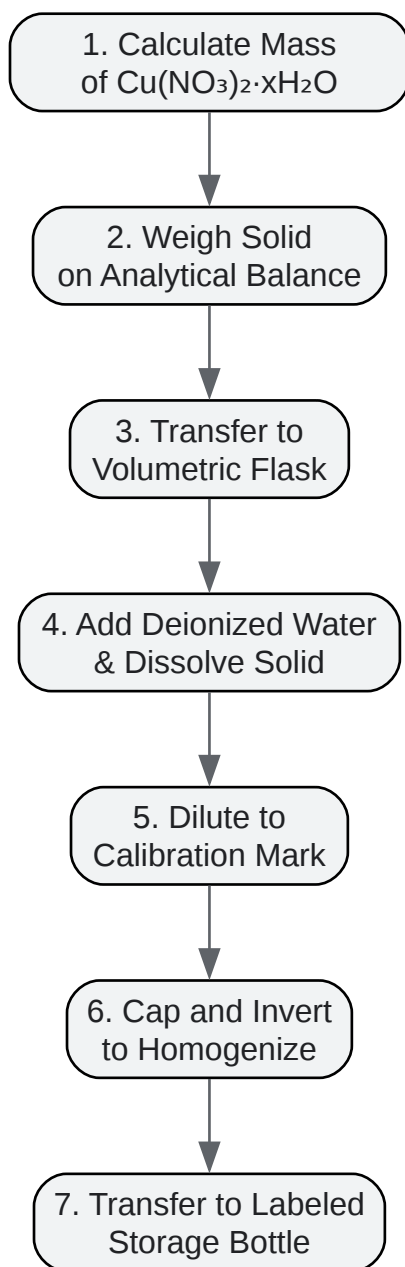 1. Calculate Mass
of Cu(NO₃)₂·xH₂O
2. Weigh Solid
on Analytical Balance
3. Transfer to
Volumetric Flask
4. Add Deionized Water
& Dissolve Solid
5. Dilute to
Calibration Mark
6. Cap and Invert
to Homogenize
7. Transfer to Labeled
Storage Bottle